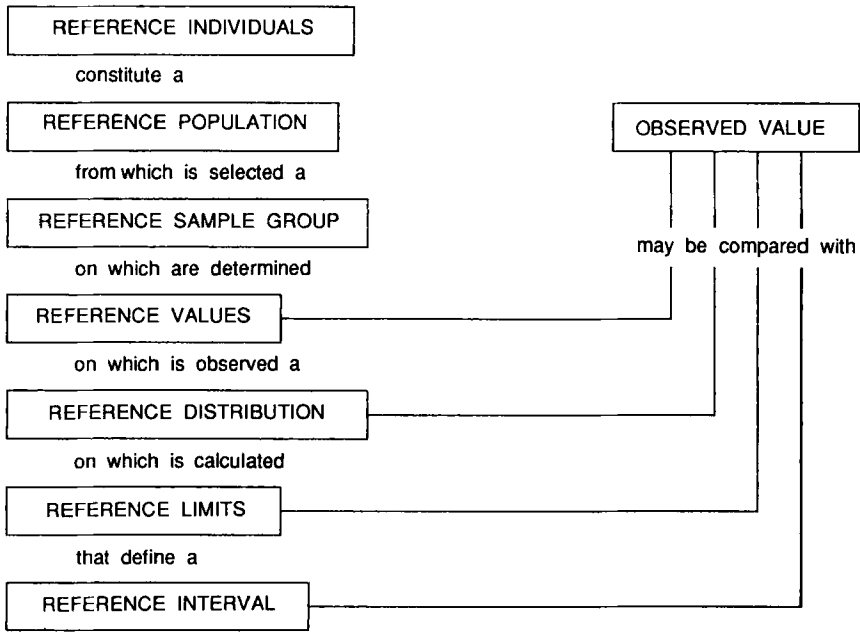 REFERENCE INDIVIDUALS
constitute a
REFERENCE POPULATION
from which is selected a
REFERENCE SAMPLE GROUP
on which are determined
REFERENCE VALUES
on which is observed a
REFERENCE DISTRIBUTION
on which is calculated
REFERENCE LIMITS
that define a
REFERENCE INTERVAL
OBSERVED VALUE
may be compared with